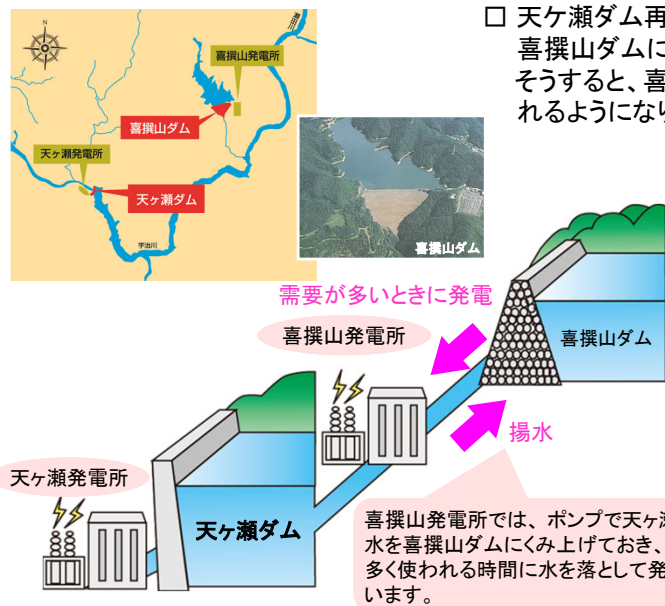 □ 天ケ瀬ダム再
喜撰山ダムに
そうすると、喜
れるようになり
N
喜撰山発電所
喜撰山ダム
天ヶ瀬発電所
天ヶ瀬ダム
宇治川
喜撰山ダム
需要が多いときに発電
喜撰山発電所
喜撰山ダム
揚水
天ヶ瀬発電所
天ヶ瀬ダム
喜撰山発電所では、ポンプで天ヶ瀬
水を喜撰山ダムにくみ上げておき、
多く使われる時間に水を落として発
います。